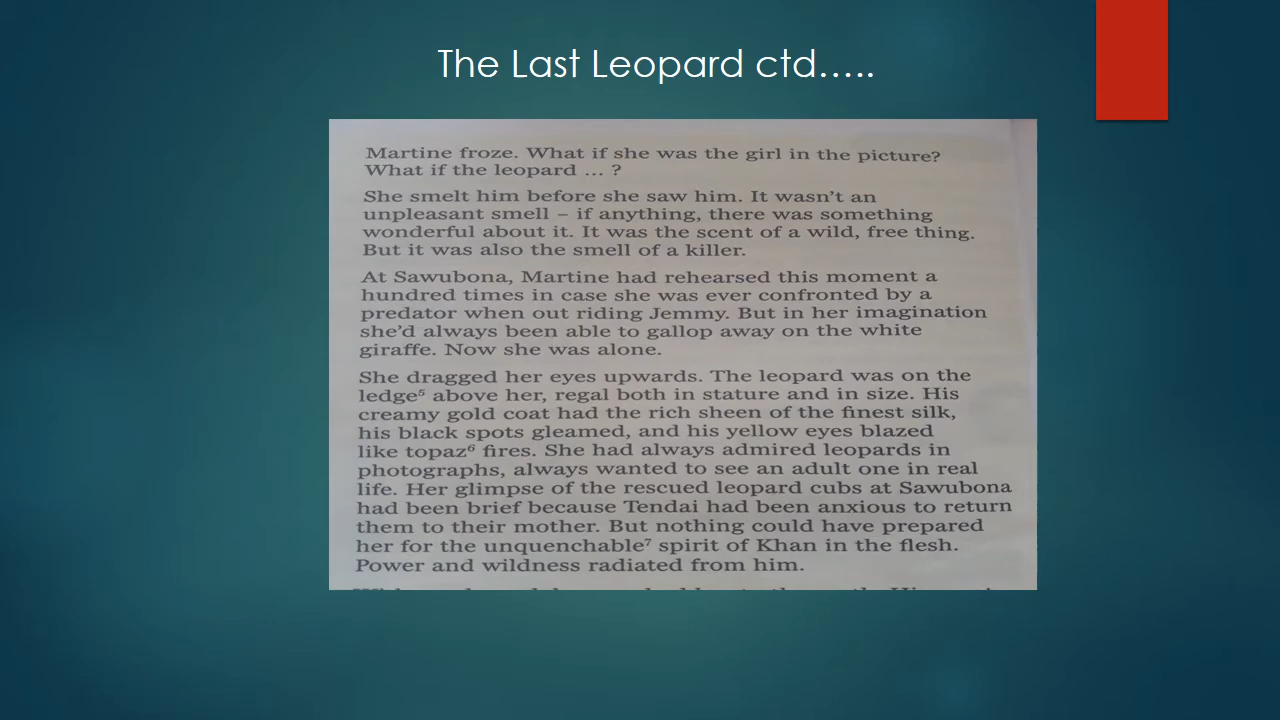 The Last Leopard ctd…..
Martine froze. What if she was the girl in the picture?
What if the leopard ... ?
She smelt him before she saw him. It wasn't an
unpleasant smell – if anything, there was something
wonderful about it. It was the scent of a wild, free thing.
But it was also the smell of a killer.
At Sawubona, Martine had rehearsed this moment a
hundred times in case she was ever confronted by a
predator when out riding Jemmy. But in her imagination
she'd always been able to gallop away on the white
giraffe. Now she was alone.
She dragged her eyes upwards. The leopard was on the
ledge⁵ above her, regal both in stature and in size. His
creamy gold coat had the rich sheen of the finest silk,
his black spots gleamed, and his yellow eyes blazed
like topaz⁶ fires. She had always admired leopards in
photographs, always wanted to see an adult one in real
life. Her glimpse of the rescued leopard cubs at Sawubona
had been brief because Tendai had been anxious to return
them to their mother. But nothing could have prepared
her for the unquenchable⁷ spirit of Khan in the flesh.
Power and wildness radiated from him.